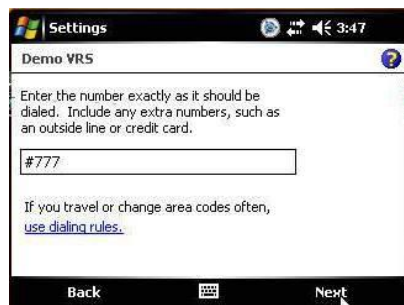 Settings
3:47
Demo VRS
Enter the number exactly as it should be
dialed. Include any extra numbers, such as
an outside line or credit card.
#777
If you travel or change area codes often,
use dialing rules.
Back
Next